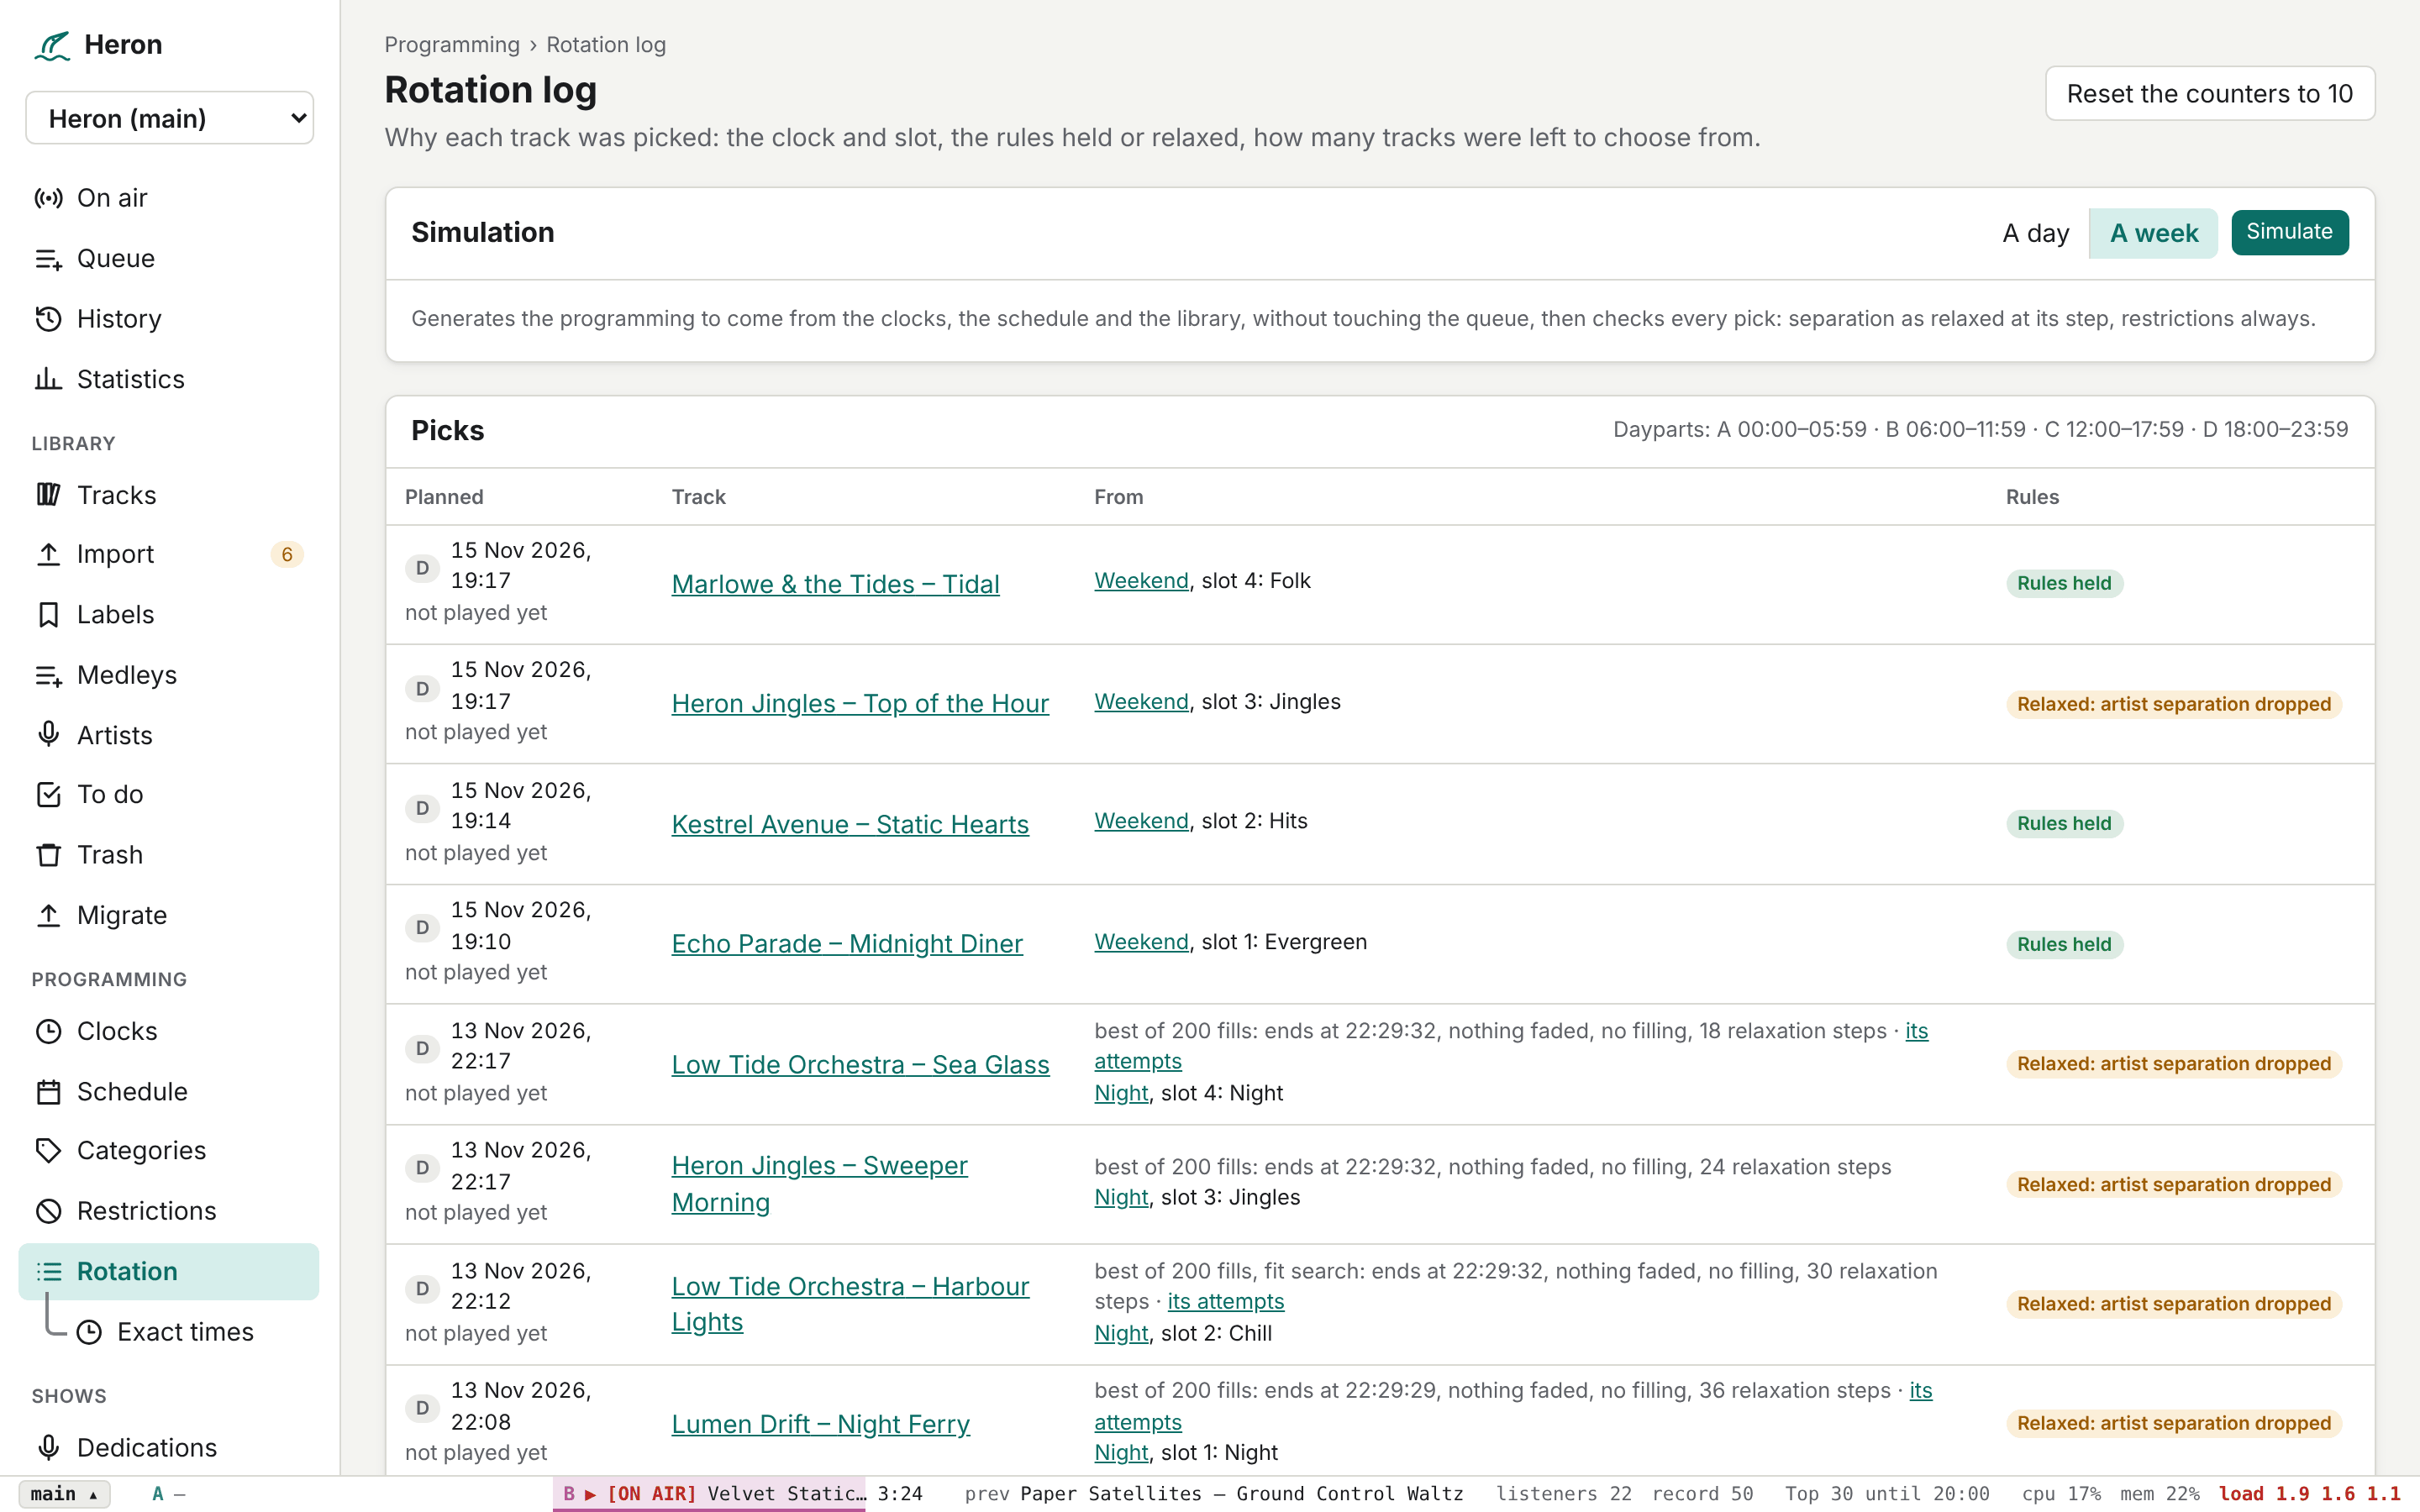 Heron
Heron (main)
On air
Queue
History
Statistics
LIBRARY
Tracks
Import 6
Labels
Medleys
Artists
To do
Trash
Migrate
PROGRAMMING
Clocks
Schedule
Categories
Restrictions
Rotation
Exact times
SHOWS
Dedications
Programming › Rotation log
Rotation log
Reset the counters to 10
Why each track was picked: the clock and slot, the rules held or relaxed, how many tracks were left to choose from.
Simulation
A day A week Simulate
Generates the programming to come from the clocks, the schedule and the library, without touching the queue, then checks every pick: separation as relaxed at its step, restrictions always.
Picks
Dayparts: A 00:00–05:59 · B 06:00–11:59 · C 12:00–17:59 · D 18:00–23:59
Planned Track From Rules
D 15 Nov 2026,
19:17
not played yet
Marlowe & the Tides – Tidal
Weekend, slot 4: Folk
Rules held
D 15 Nov 2026,
19:17
not played yet
Heron Jingles – Top of the Hour
Weekend, slot 3: Jingles
Relaxed: artist separation dropped
D 15 Nov 2026,
19:14
not played yet
Kestrel Avenue – Static Hearts
Weekend, slot 2: Hits
Rules held
D 15 Nov 2026,
19:10
not played yet
Echo Parade – Midnight Diner
Weekend, slot 1: Evergreen
Rules held
D 13 Nov 2026,
22:17
not played yet
Low Tide Orchestra – Sea Glass
best of 200 fills: ends at 22:29:32, nothing faded, no filling, 18 relaxation steps · its
attempts
Night, slot 4: Night
Relaxed: artist separation dropped
D 13 Nov 2026,
22:17
not played yet
Heron Jingles – Sweeper
Morning
best of 200 fills: ends at 22:29:32, nothing faded, no filling, 24 relaxation steps
Night, slot 3: Jingles
Relaxed: artist separation dropped
D 13 Nov 2026,
22:12
not played yet
Low Tide Orchestra – Harbour
Lights
best of 200 fills, fit search: ends at 22:29:32, nothing faded, no filling, 30 relaxation
steps · its attempts
Night, slot 2: Chill
Relaxed: artist separation dropped
D 13 Nov 2026,
22:08
not played yet
Lumen Drift – Night Ferry
best of 200 fills: ends at 22:29:29, nothing faded, no filling, 36 relaxation steps · its
attempts
Night, slot 1: Night
Relaxed: artist separation dropped
main ▴ A — B ▶ [ON AIR] Velvet Static… 3:24 prev Paper Satellites — Ground Control Waltz listeners 22 record 50 Top 30 until 20:00 cpu 17% mem 22% load 1.9 1.6 1.1